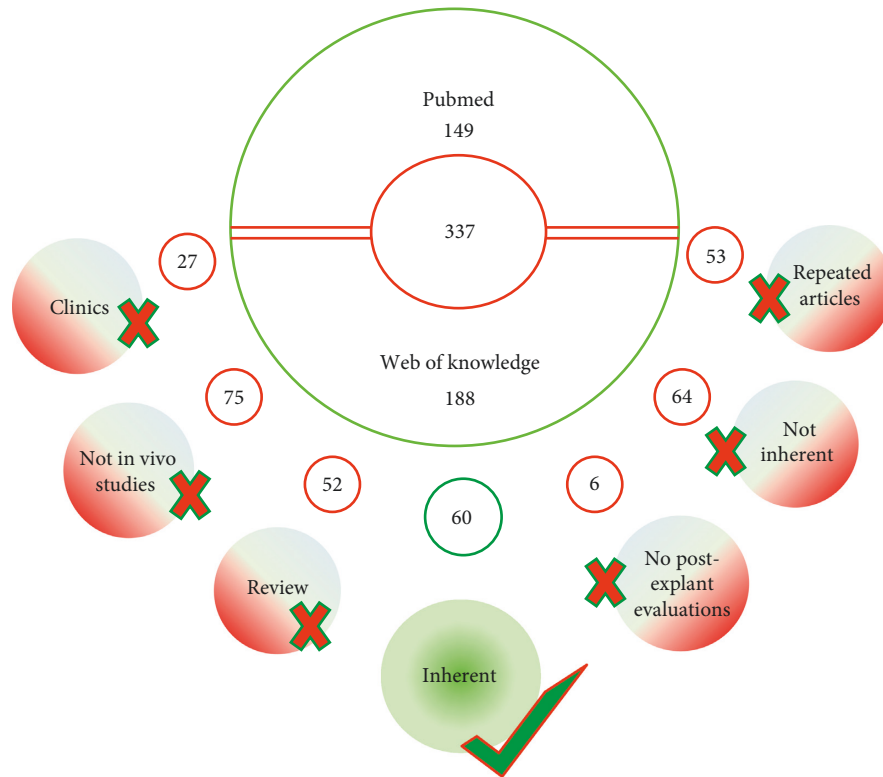 Pubmed
149
337
Web of knowledge
188
27
Clinics
75
Not in vivo
studies
52
Review
60
Inherent
6
No post-
explant
evaluations
64
Not
inherent
53
Repeated
articles